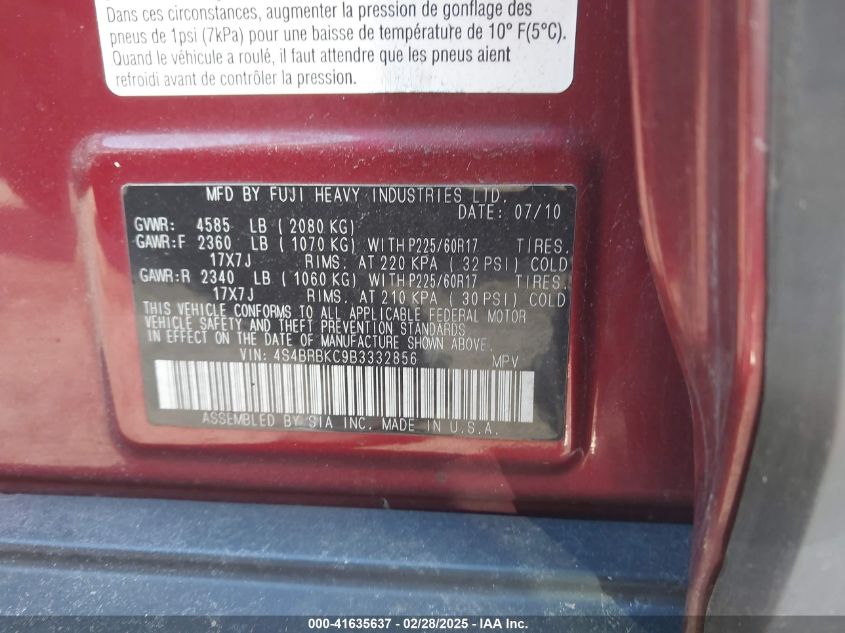 Dans ces circonstances, augmenter la pression de gonflage des
pneus de 1psi (7kPa) pour une baisse de température de 10° F(5°C).
Quand le véhicule a roulé, il faut attendre que les pneus aient
refroidi avant de contrôler la pression.
MFD BY FUJI HEAVY INDUSTRIES LTD.
DATE: 07/10
GVWR: 4585 LB ( 2080 KG)
GAWR:F 2360 LB ( 1070 KG) WITH P225/60R17 TIRES.
17X7J RIMS. AT 220 KPA ( 32 PSI) COLD
GAWR:R 2340 LB ( 1060 KG) WITH P225/60R17 TIRES.
17X7J RIMS. AT 210 KPA ( 30 PSI) COLD
THIS VEHICLE CONFORMS TO ALL APPLICABLE FEDERAL MOTOR
VEHICLE SAFETY AND THEFT PREVENTION STANDARDS
IN EFFECT ON THE DATE OF MANUFACTURE SHOWN ABOVE.
VIN: 4S4BRBKC9B3332856 MPV
ASSEMBLED BY SIA INC. MADE IN U.S.A.
000-41635637 - 02/28/2025 - IAA Inc.